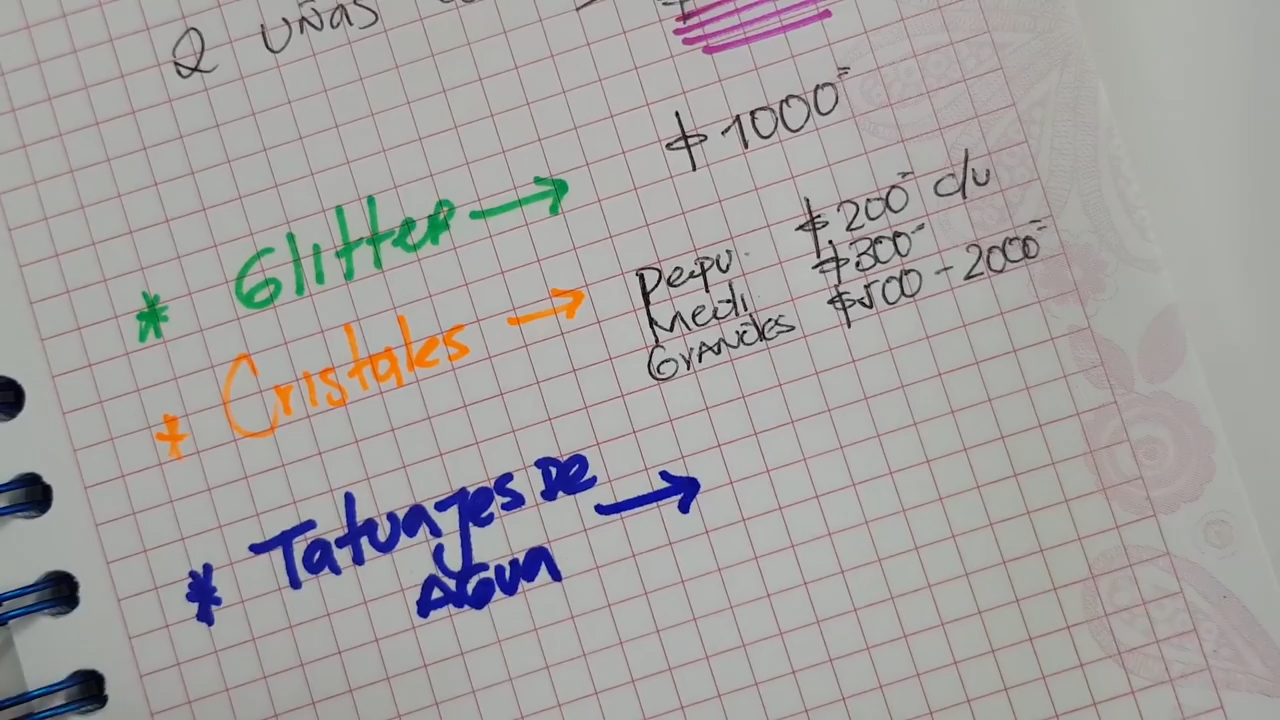 2 uñas
* Glitter → $1000=
* Cristales → Pequ. $200= c/u
Medi. $300=
Grandes $500 - 2000=
* Tatuajes De →
Agua